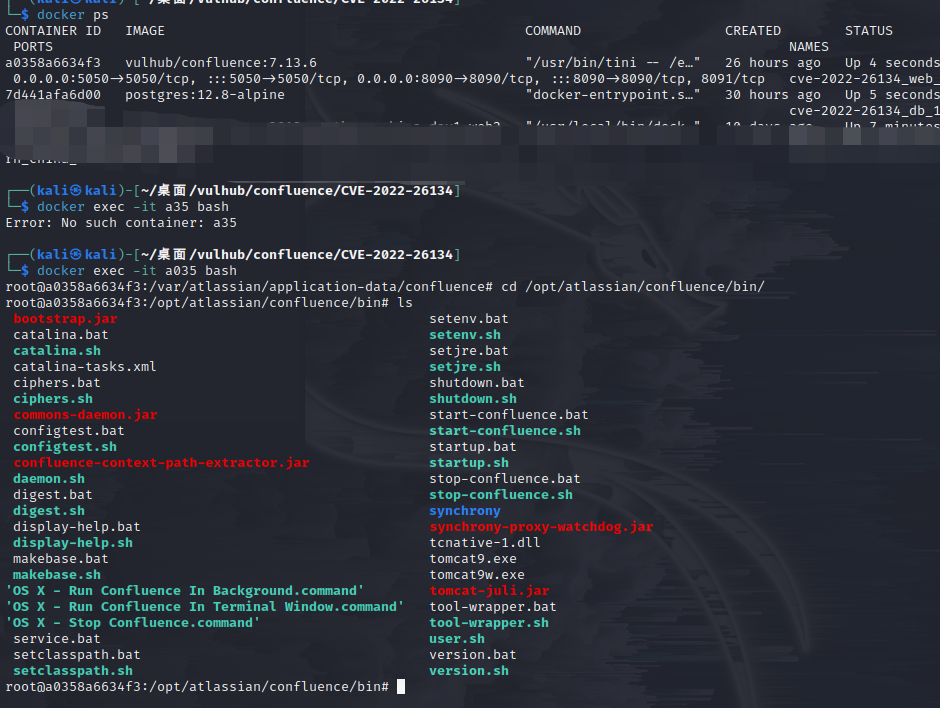 └─$ docker ps
CONTAINER ID   IMAGE   COMMAND   CREATED   STATUS
PORTS   NAMES
a0358a6634f3   vulhub/confluence:7.13.6   "/usr/bin/tini -- /e…"   26 hours ago   Up 4 seconds
0.0.0.0:5050→5050/tcp, :::5050→5050/tcp, 0.0.0.0:8090→8090/tcp, :::8090→8090/tcp, 8091/tcp   cve-2022-26134_web_
7d441afa6d00   postgres:12.8-alpine   "docker-entrypoint.s…"   30 hours ago   Up 5 seconds
cve-2022-26134_db_1
┌──(kali㉿kali)-[~/桌面/vulhub/confluence/CVE-2022-26134]
└─$ docker exec -it a35 bash
Error: No such container: a35
┌──(kali㉿kali)-[~/桌面/vulhub/confluence/CVE-2022-26134]
└─$ docker exec -it a035 bash
root@a0358a6634f3:/var/atlassian/application-data/confluence# cd /opt/atlassian/confluence/bin/
root@a0358a6634f3:/opt/atlassian/confluence/bin# ls
bootstrap.jar   setenv.bat
catalina.bat   setenv.sh
catalina.sh   setjre.bat
catalina-tasks.xml   setjre.sh
ciphers.bat   shutdown.bat
ciphers.sh   shutdown.sh
commons-daemon.jar   start-confluence.bat
configtest.bat   start-confluence.sh
configtest.sh   startup.bat
confluence-context-path-extractor.jar   startup.sh
daemon.sh   stop-confluence.bat
digest.bat   stop-confluence.sh
digest.sh   synchrony
display-help.bat   synchrony-proxy-watchdog.jar
display-help.sh   tcnative-1.dll
makebase.bat   tomcat9.exe
makebase.sh   tomcat9w.exe
'OS X - Run Confluence In Background.command'   tomcat-juli.jar
'OS X - Run Confluence In Terminal Window.command'   tool-wrapper.bat
'OS X - Stop Confluence.command'   tool-wrapper.sh
service.bat   user.sh
setclasspath.bat   version.bat
setclasspath.sh   version.sh
root@a0358a6634f3:/opt/atlassian/confluence/bin#